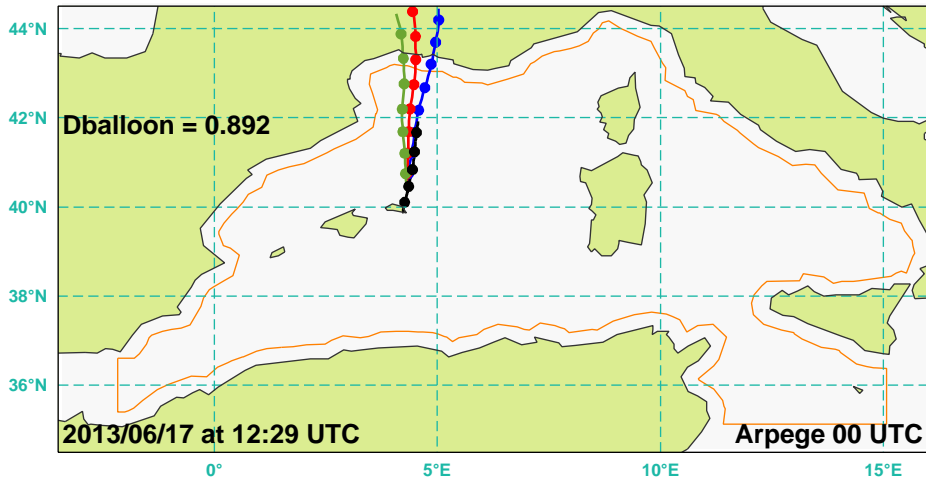 44°N
42°N
Dballoon = 0.892
40°N
38°N
36°N
2013/06/17 at 12:29 UTC Arpege 00 UTC
0° 5°E 10°E 15°E